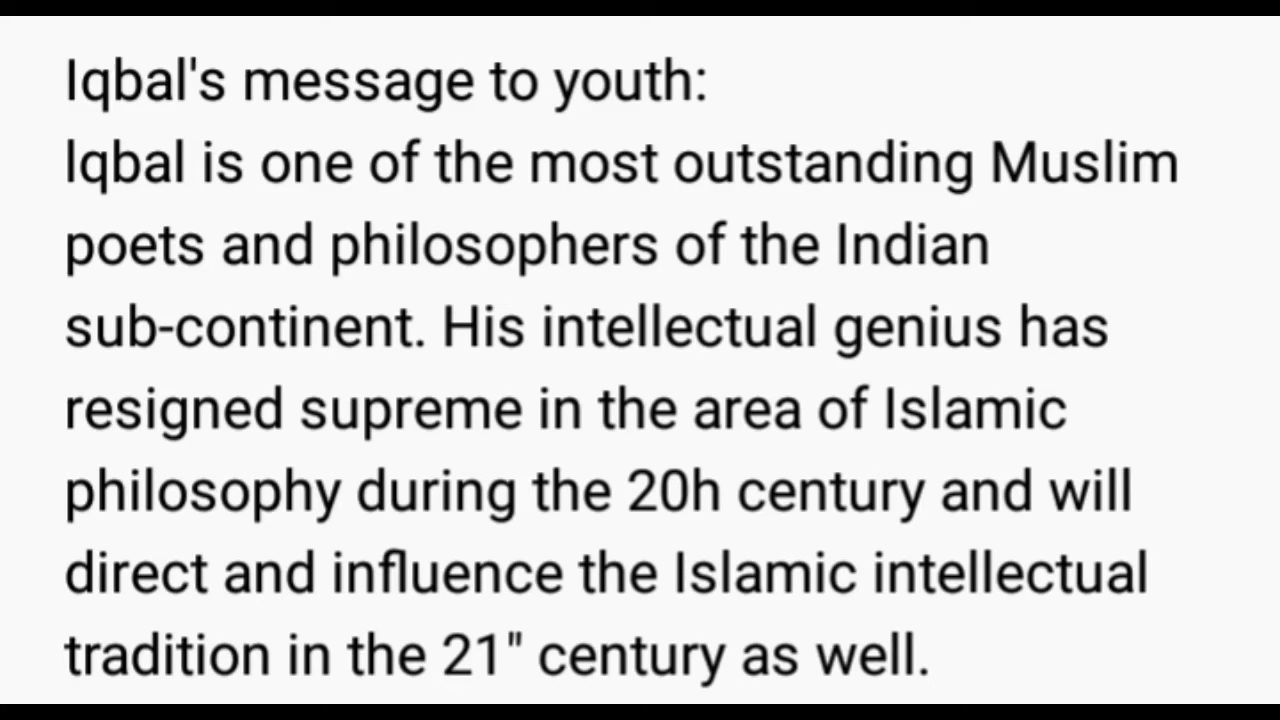 Iqbal's message to youth:
lqbal is one of the most outstanding Muslim
poets and philosophers of the Indian
sub-continent. His intellectual genius has
resigned supreme in the area of Islamic
philosophy during the 20h century and will
direct and influence the Islamic intellectual
tradition in the 21" century as well.